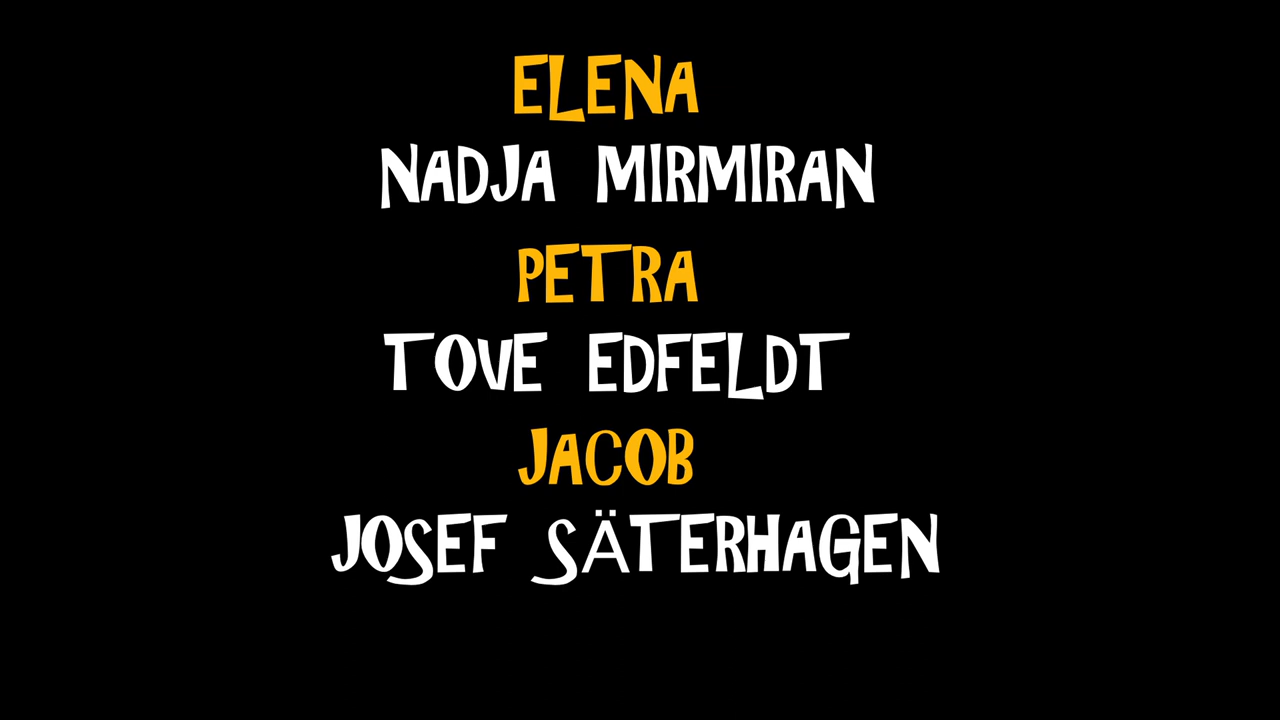 ELENA
NADJA MIRMIRAN
PETRA
TOVE EDFELDT
JACOB
JOSEF SÄTERHAGEN